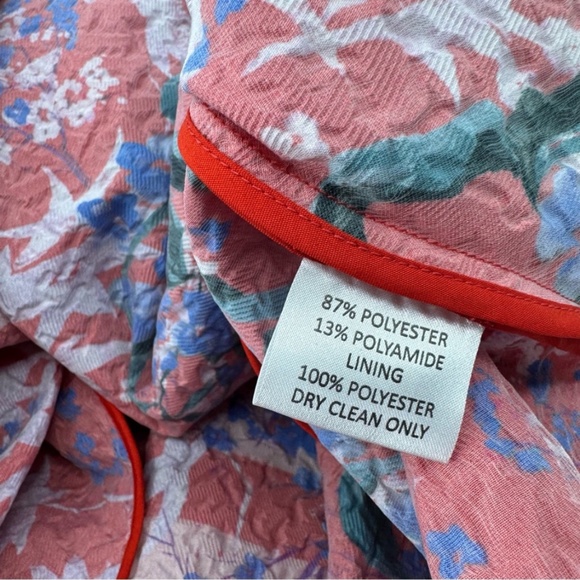 87% POLYESTER
13% POLYAMIDE
LINING
100% POLYESTER
DRY CLEAN ONLY